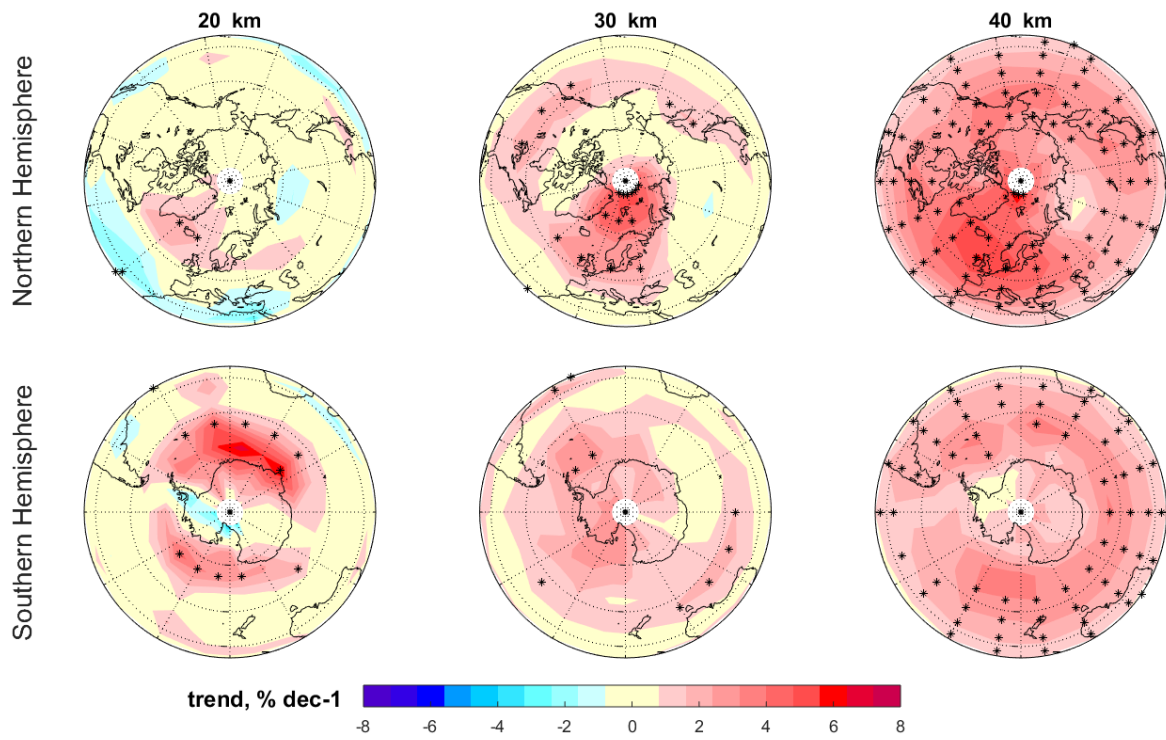 20 km 30 km 40 km
Northern Hemisphere
Southern Hemisphere
trend, % dec-1
-8 -6 -4 -2 0 2 4 6 8